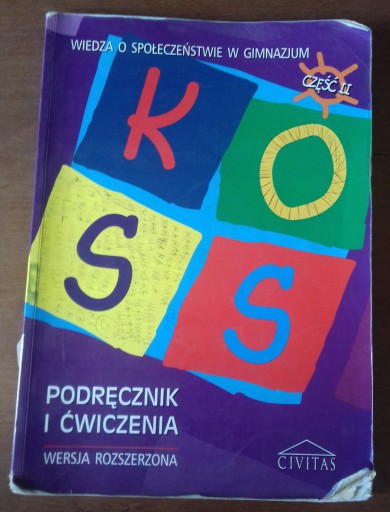 WIEDZA O SPOŁECZEŃSTWIE W GIMNAZJUM
CZĘŚĆ II
K O
S S
PODRĘCZNIK
I ĆWICZENIA
WERSJA ROZSZERZONA
CIVITAS